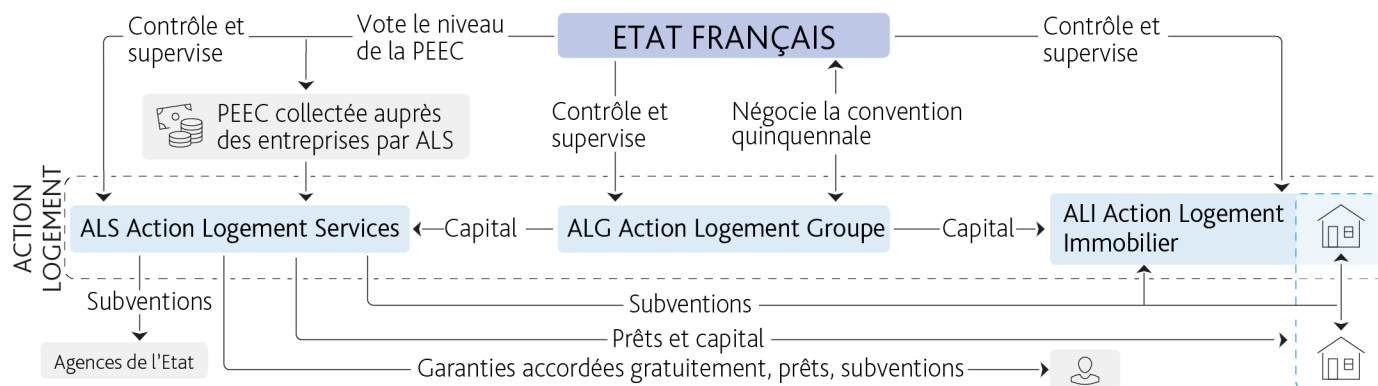 Contrôle et
supervise
Vote le niveau
de la PEEC
ETAT FRANÇAIS
Contrôle et
supervise
PEEC collectée auprès
des entreprises par ALS
Contrôle et
supervise
Négocie la convention
quinquennale
ACTION
LOGEMENT
ALS Action Logement Services
Capital
ALG Action Logement Groupe
Capital
ALI Action Logement
Immobilier
Subventions
Subventions
Prêts et capital
Agences de l'Etat
Garanties accordées gratuitement, prêts, subventions